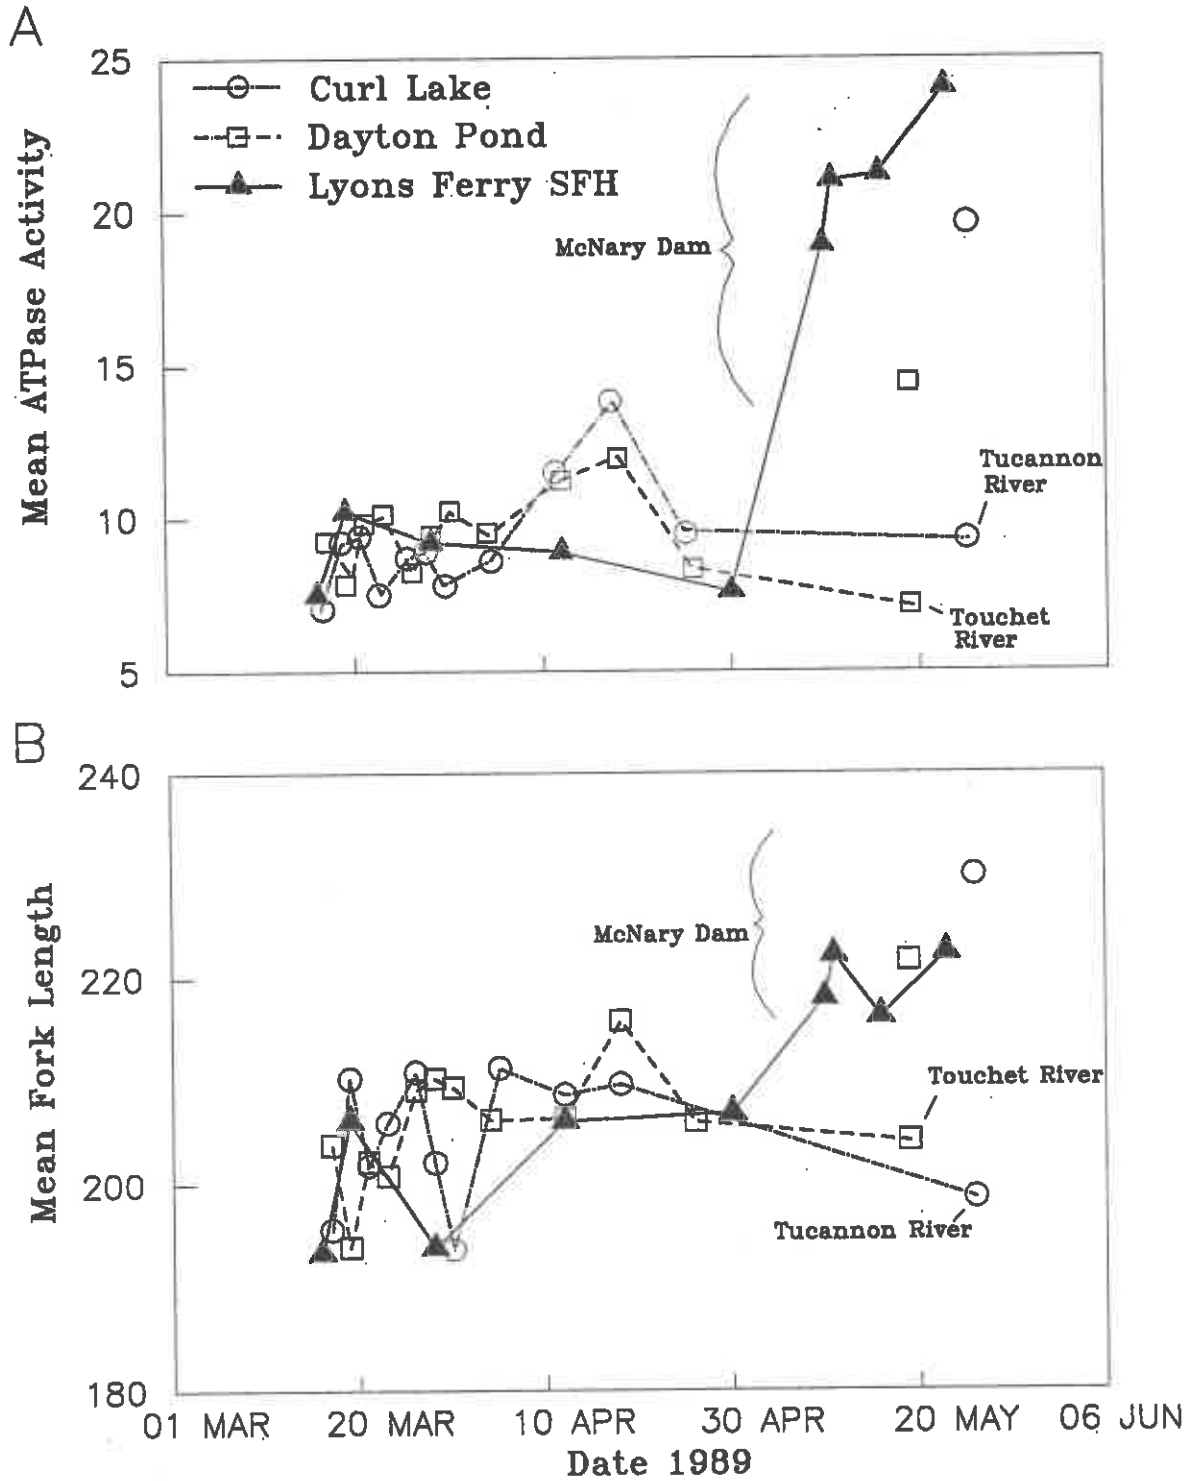 A
25
20
15
10
5
Mean ATPase Activity
Curl Lake
Dayton Pond
Lyons Ferry SFH
McNary Dam
Tucannon
River
Touchet
River
B
240
220
200
180
Mean Fork Length
McNary Dam
Touchet River
Tucannon River
01 MAR 20 MAR 10 APR 30 APR 20 MAY 06 JUN
Date 1989